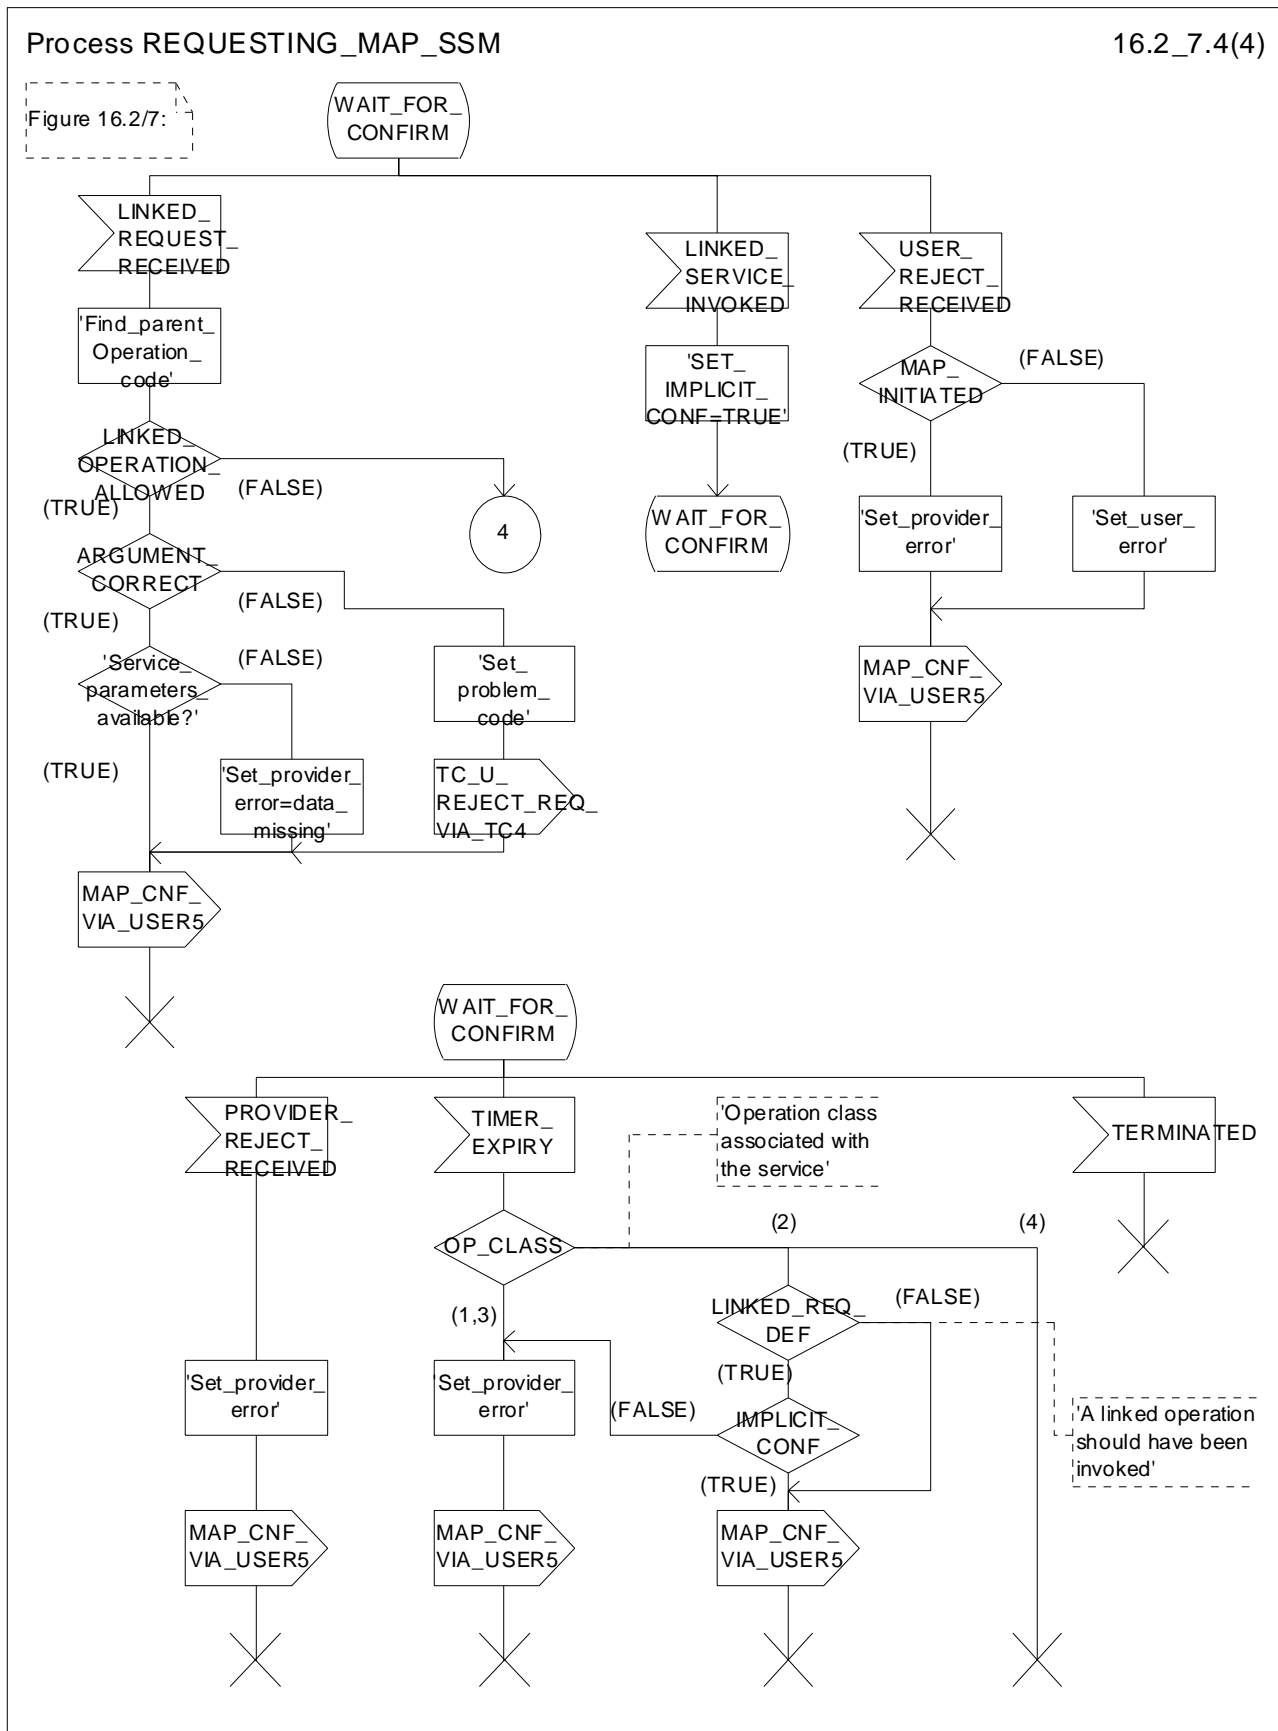 Process REQUESTING_MAP_SSM
16.2_7.4(4)
Figure 16.2/7:
WAIT_FOR_
CONFIRM
LINKED_
REQUEST_
RECEIVED
LINKED_
SERVICE_
INVOKED
USER_
REJECT_
RECEIVED
'Find_parent_
Operation_
code'
'SET_
IMPLICIT_
CONF=TRUE'
MAP_
INITIATED
(FALSE)
(TRUE)
LINKED_
OPERATION_
ALLOWED
(FALSE)
(TRUE)
4
WAIT_FOR_
CONFIRM
'Set_provider_
error'
'Set_user_
error'
ARGUMENT_
CORRECT
(FALSE)
(TRUE)
'Service_
parameters_
available?'
(FALSE)
(TRUE)
'Set_
problem_
code'
MAP_CNF_
VIA_USER5
'Set_provider_
error=data_
missing'
TC_U_
REJECT_REQ_
VIA_TC4
MAP_CNF_
VIA_USER5
WAIT_FOR_
CONFIRM
PROVIDER_
REJECT_
RECEIVED
TIMER_
EXPIRY
'Operation class
associated with
the service'
TERMINATED
OP_CLASS
(2)
(4)
(1,3)
LINKED_REQ_
DEF
(FALSE)
(TRUE)
'Set_provider_
error'
'Set_provider_
error'
(FALSE)
IMPLICIT_
CONF
(TRUE)
'A linked operation
should have been
invoked'
MAP_CNF_
VIA_USER5
MAP_CNF_
VIA_USER5
MAP_CNF_
VIA_USER5